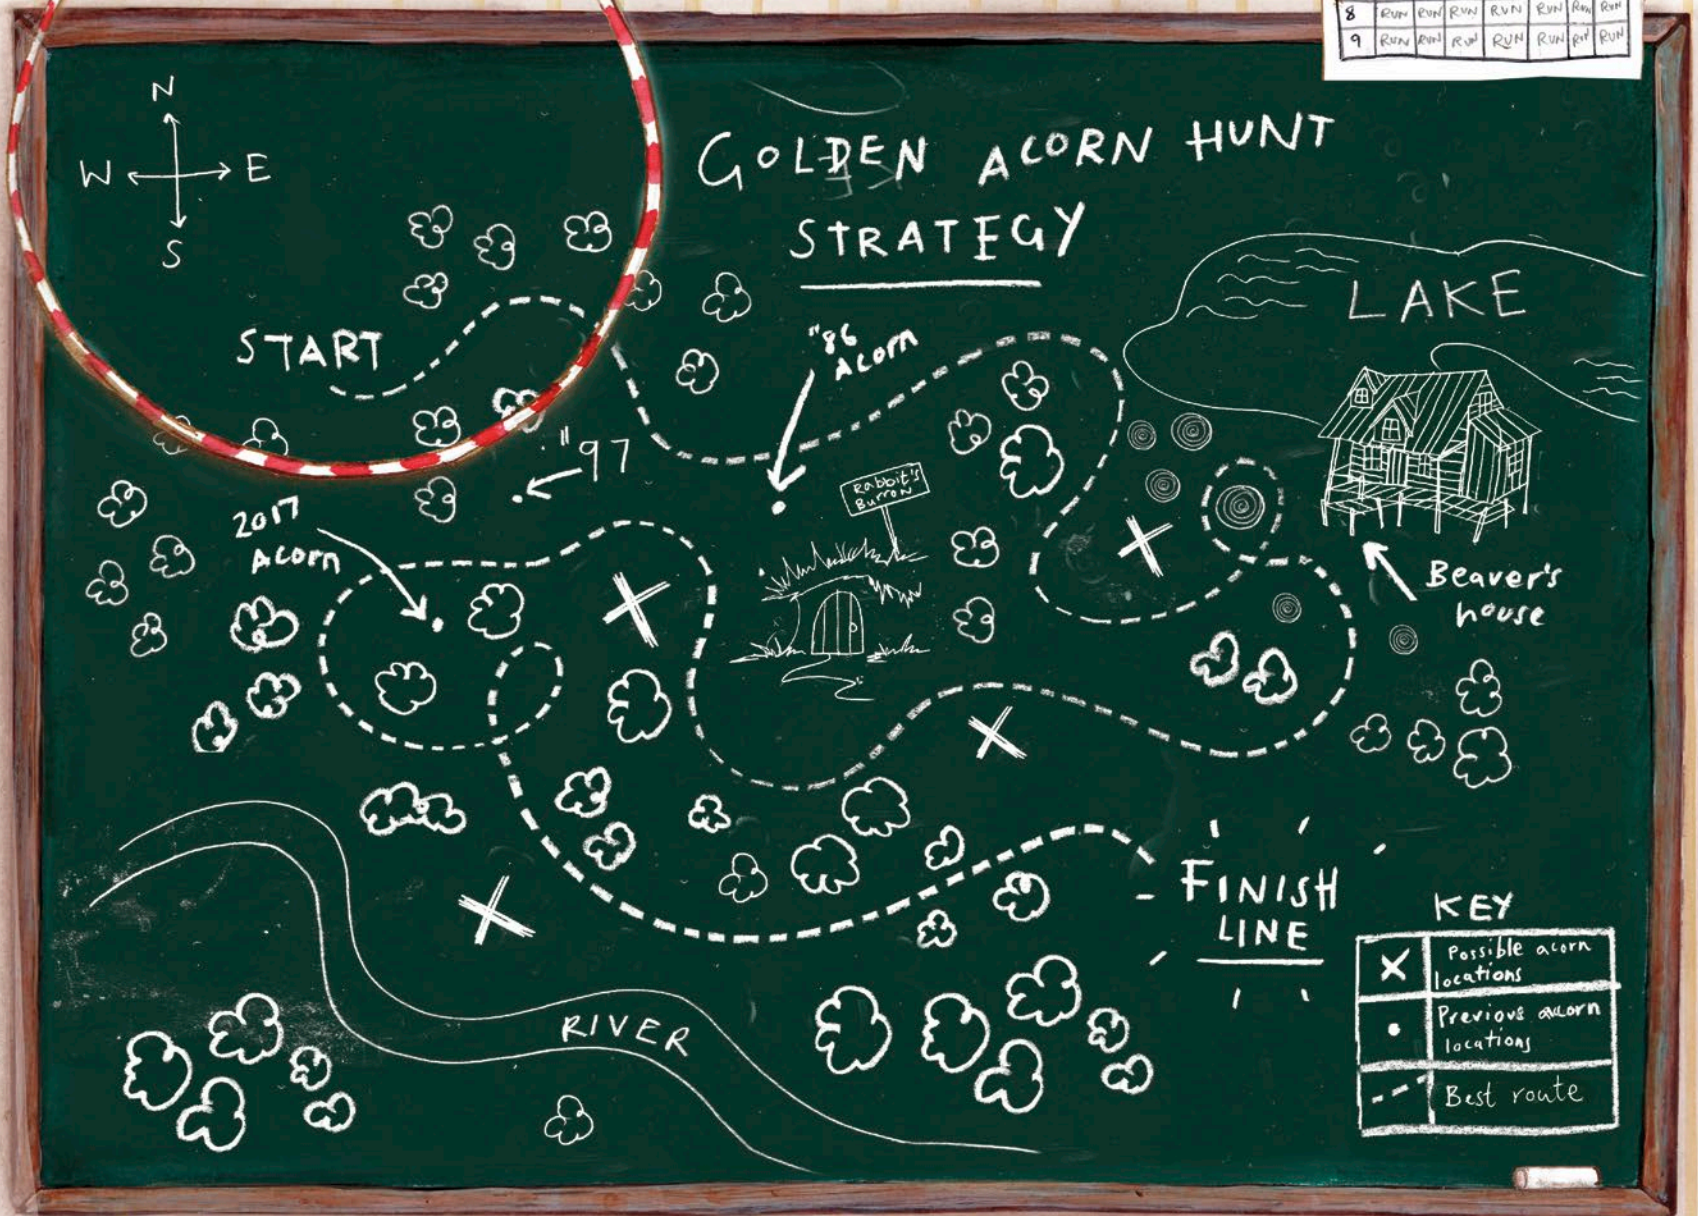 8 RUN RUN RUN RUN RUN RUN RUN
9 RUN RUN RUN RUN RUN RUN RUN
N
W E
S
GOLDEN ACORN HUNT
STRATEGY
LAKE
START
"86
Acorn
"97
Rabbit's
Burrow
2017
Acorn
Beaver's
house
FINISH
LINE
RIVER
KEY
X Possible acorn
locations
Previous acorn
locations
Best route